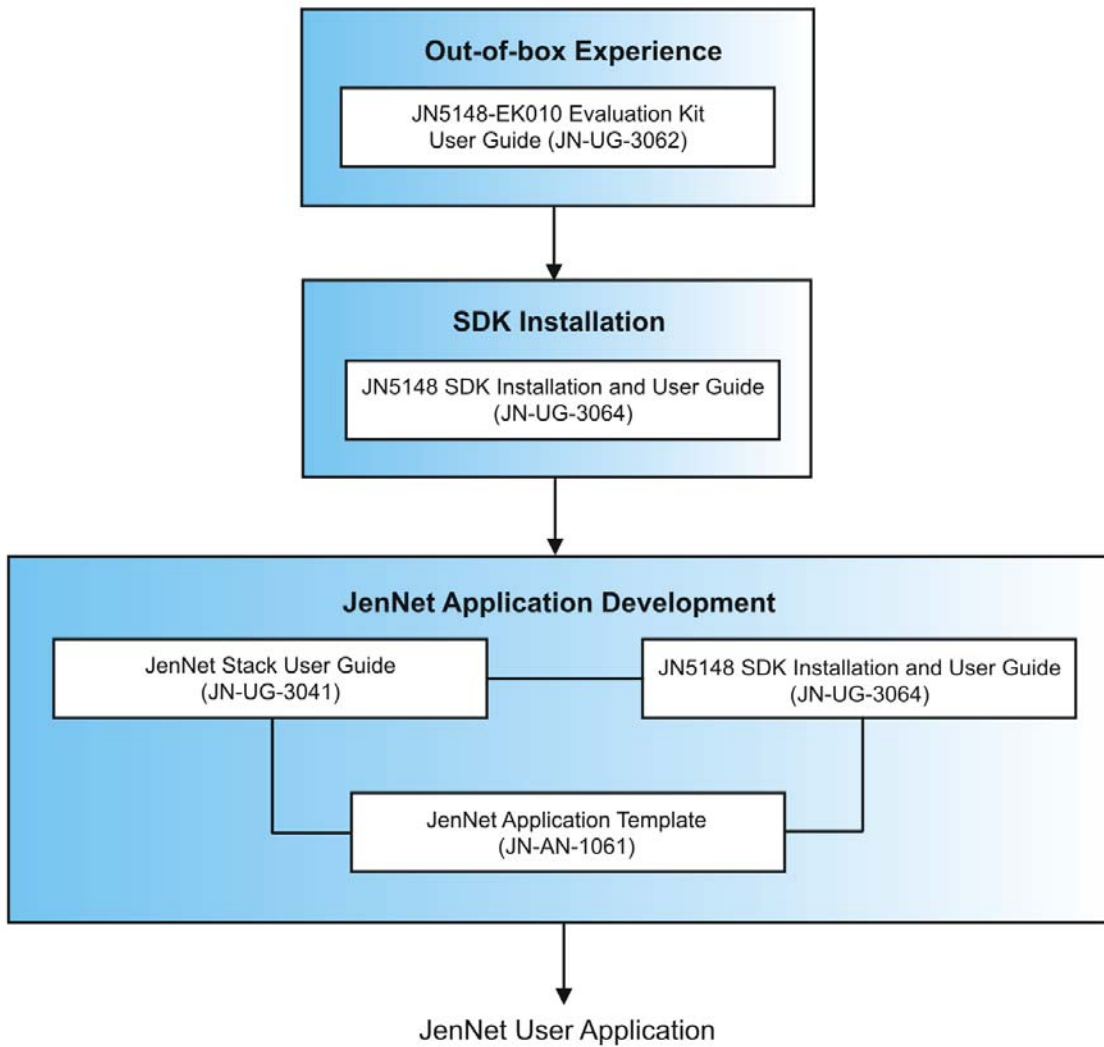 Out-of-box Experience
JN5148-EK010 Evaluation Kit
User Guide (JN-UG-3062)
SDK Installation
JN5148 SDK Installation and User Guide
(JN-UG-3064)
JenNet Application Development
JenNet Stack User Guide
(JN-UG-3041)
JN5148 SDK Installation and User Guide
(JN-UG-3064)
JenNet Application Template
(JN-AN-1061)
JenNet User Application